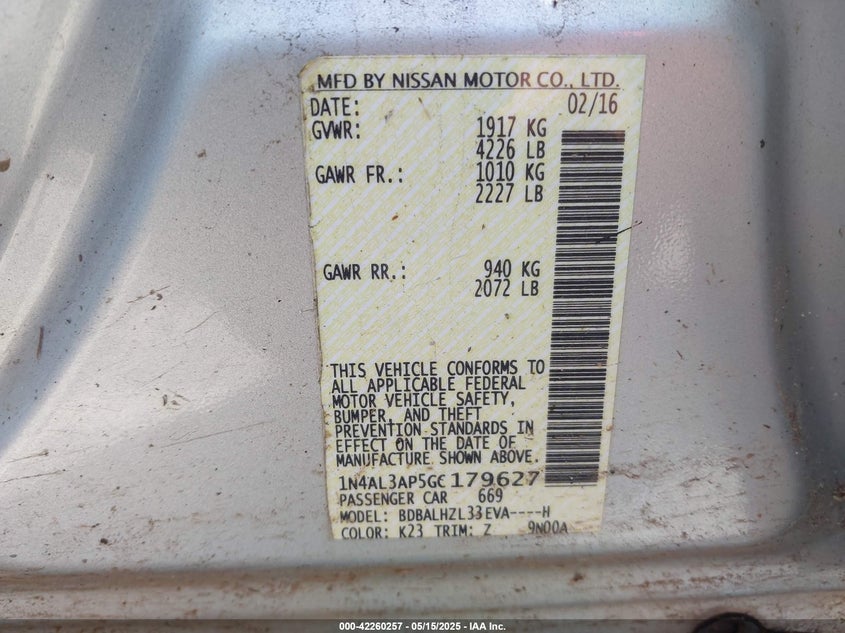 MFD BY NISSAN MOTOR CO., LTD.
DATE: 02/16
GVWR: 1917 KG
4226 LB
GAWR FR.: 1010 KG
2227 LB
GAWR RR.: 940 KG
2072 LB
THIS VEHICLE CONFORMS TO
ALL APPLICABLE FEDERAL
MOTOR VEHICLE SAFETY,
BUMPER, AND THEFT
PREVENTION STANDARDS IN
EFFECT ON THE DATE OF
MANUFACTURE SHOWN ABOVE.
1N4AL3AP5GC179627
PASSENGER CAR 669
MODEL: BDBALHZL33EVA----H
COLOR: K23 TRIM: Z 9N00A
000-42260257 - 05/15/2025 - IAA Inc.